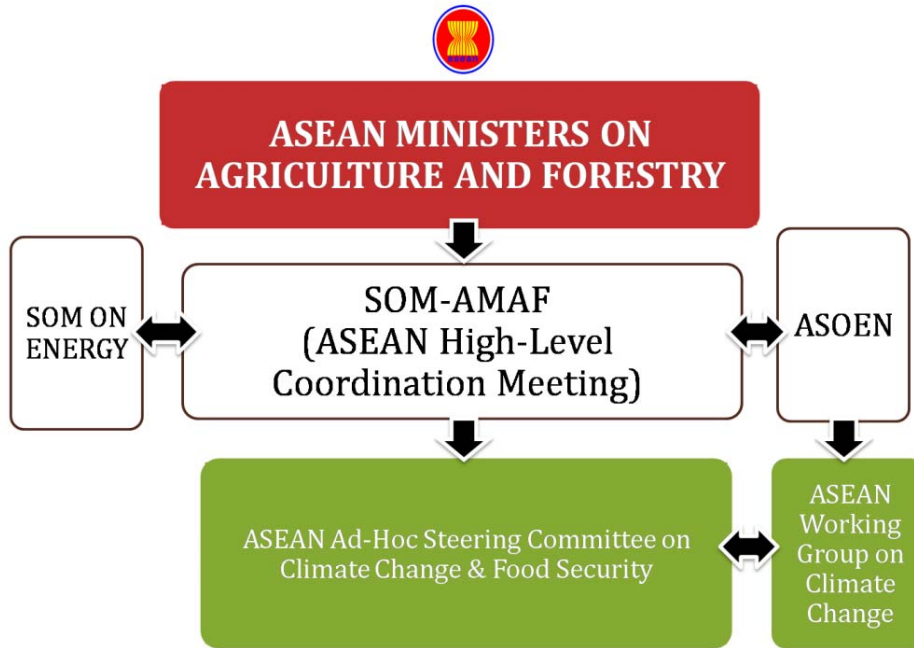 asean
ASEAN MINISTERS ON
AGRICULTURE AND FORESTRY
SOM ON
ENERGY
SOM-AMAF
(ASEAN High-Level
Coordination Meeting)
ASOEN
ASEAN Ad-Hoc Steering Committee on
Climate Change & Food Security
ASEAN
Working
Group on
Climate
Change